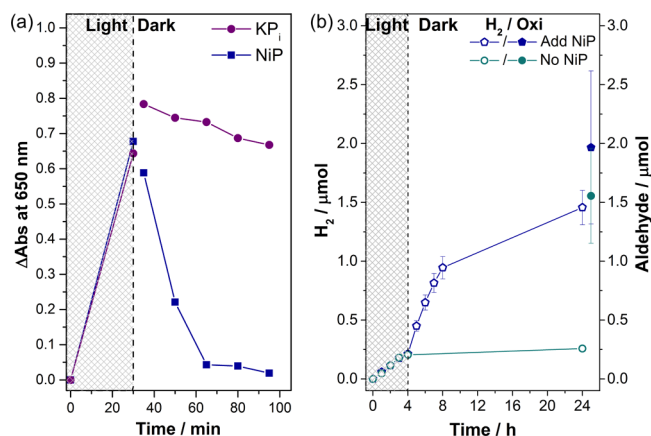 (a)
Light Dark
KPi
NiP
ΔAbs at 650 nm
1.0
0.9
0.8
0.7
0.6
0.5
0.4
0.3
0.2
0.1
0.0
0 20 40 60 80 100
Time / min
(b)
Light Dark H2 / Oxi
/ Add NiP
/ No NiP
H2 / μmol
3.0
2.5
2.0
1.5
1.0
0.5
0.0
0 2 4 6 8 24
Time / h
3.0
2.5
2.0
1.5
1.0
0.5
0.0
Aldehyde / μmol